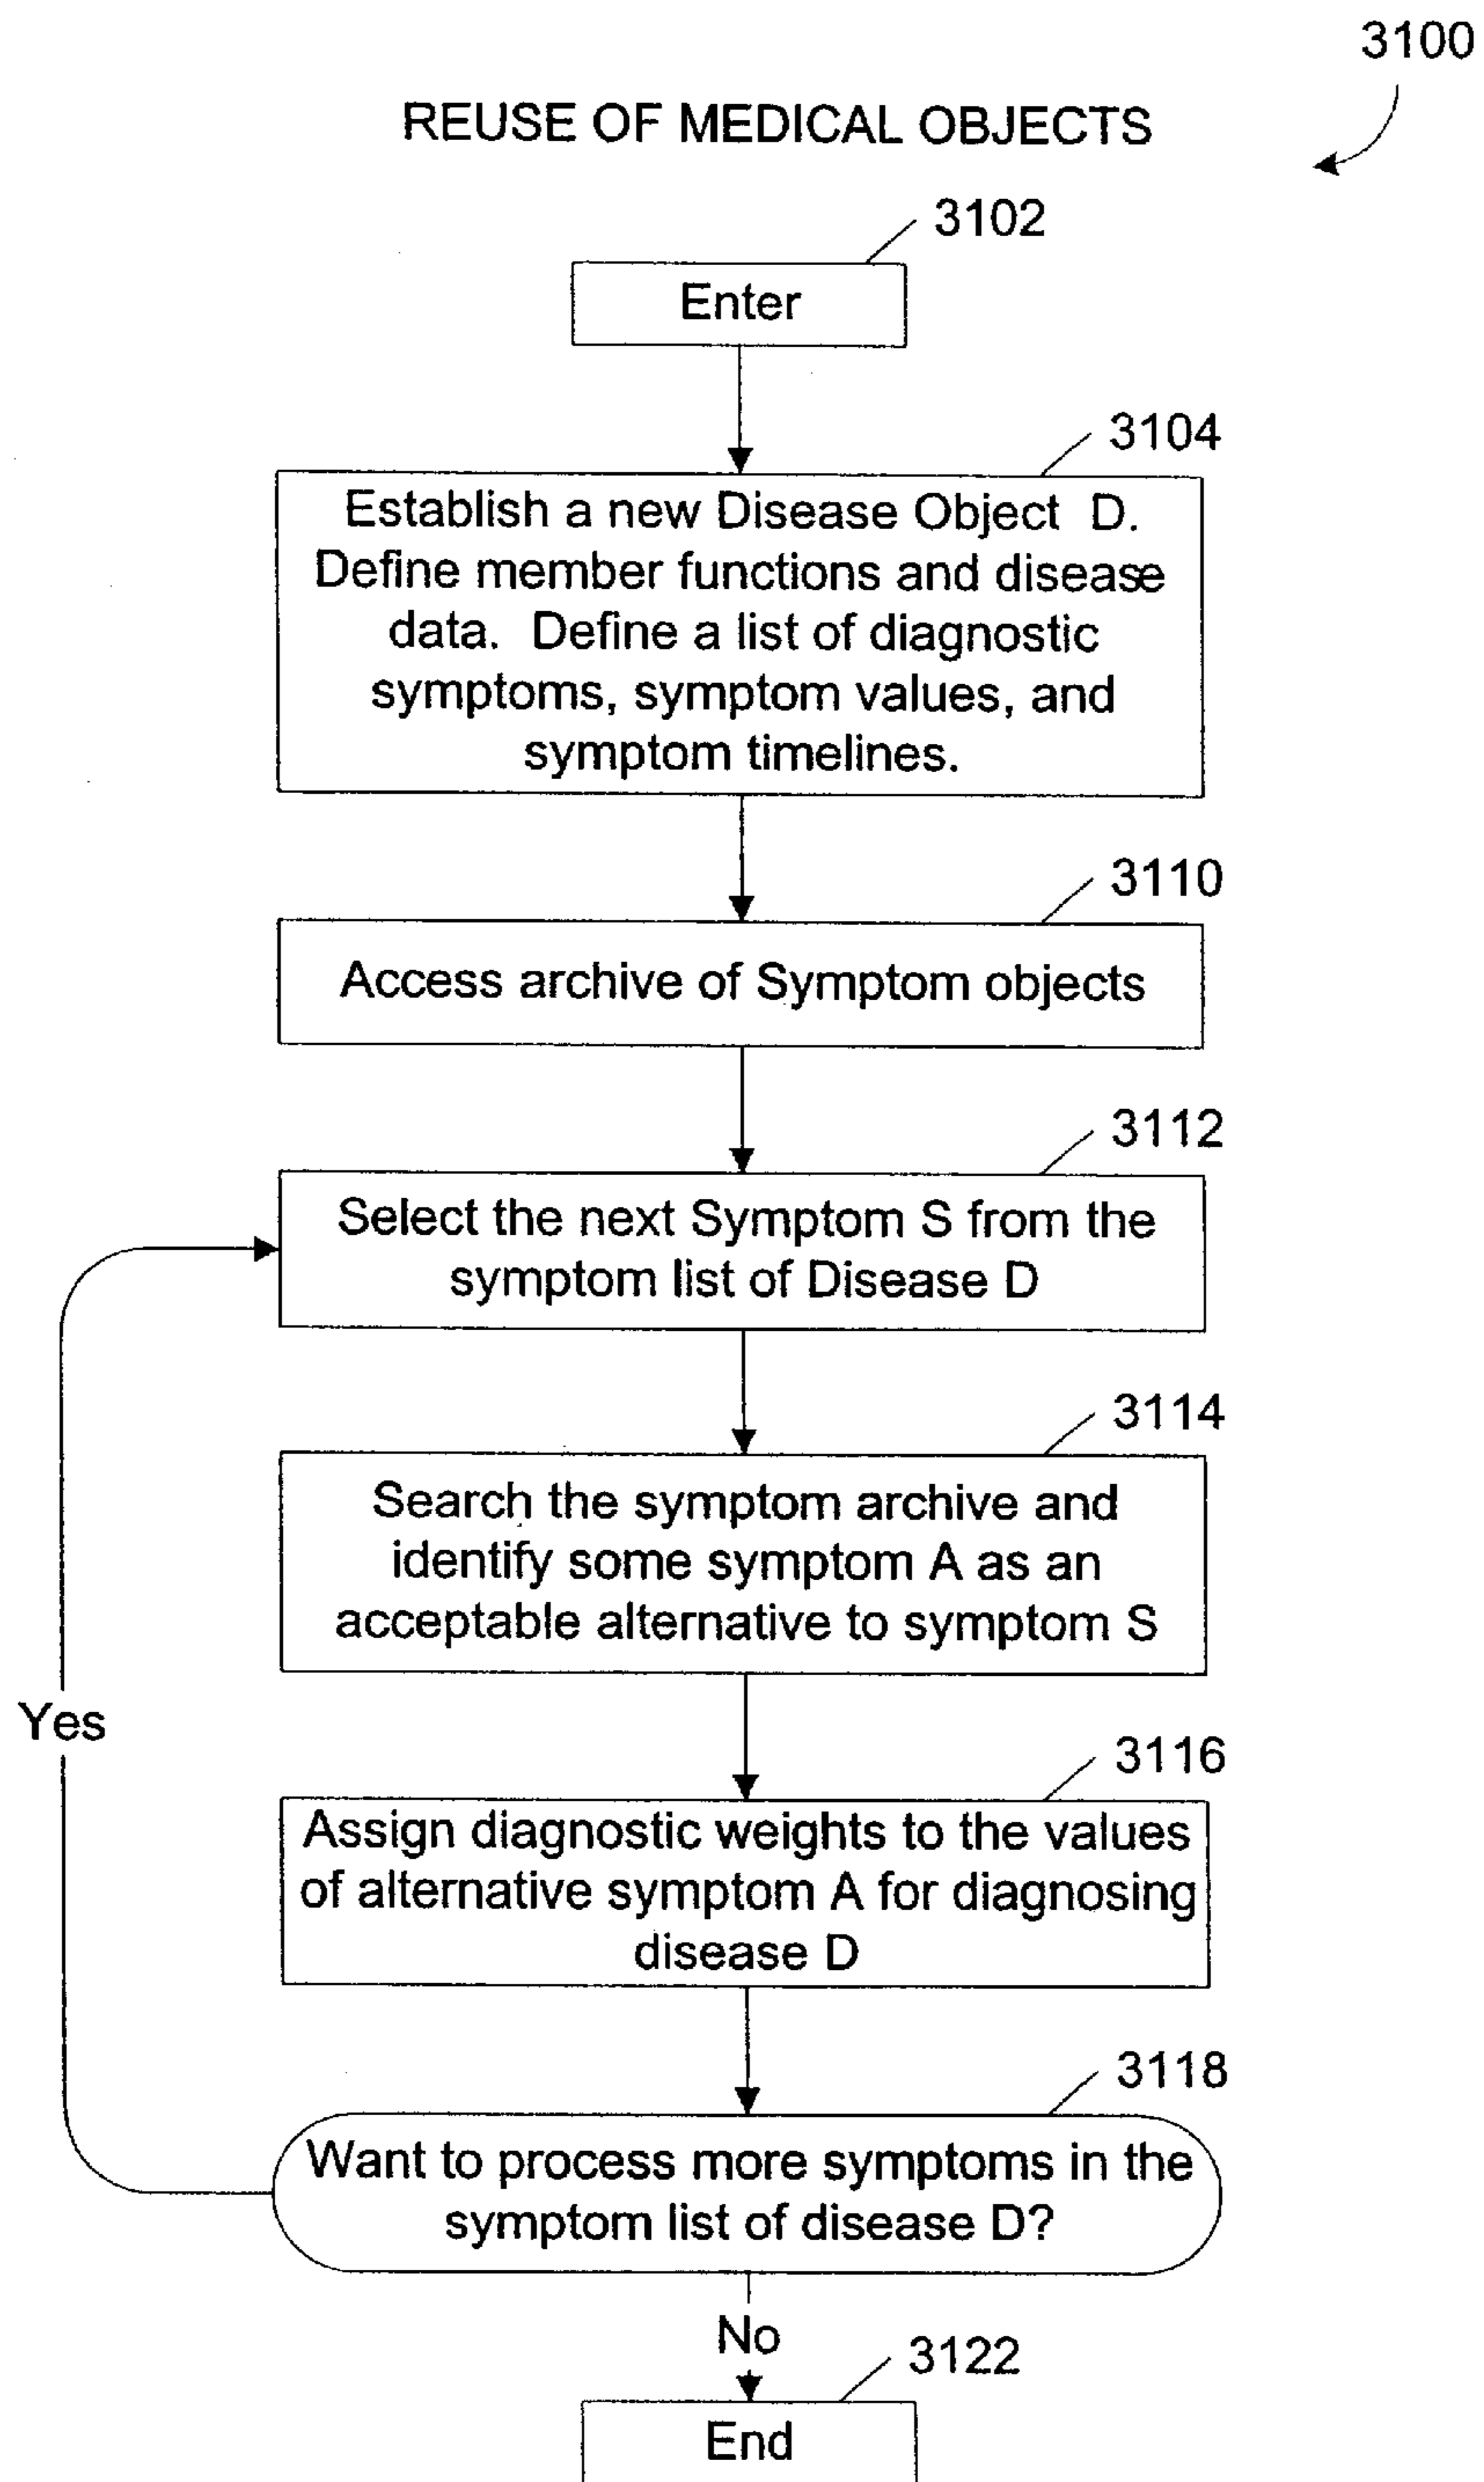 3100
REUSE OF MEDICAL OBJECTS
3102
Enter
3104
Establish a new Disease Object D.
Define member functions and disease
data. Define a list of diagnostic
symptoms, symptom values, and
symptom timelines.
3110
Access archive of Symptom objects
3112
Select the next Symptom S from the
symptom list of Disease D
3114
Search the symptom archive and
identify some symptom A as an
acceptable alternative to symptom S
Yes
3116
Assign diagnostic weights to the values
of alternative symptom A for diagnosing
disease D
3118
Want to process more symptoms in the
symptom list of disease D?
No
3122
End